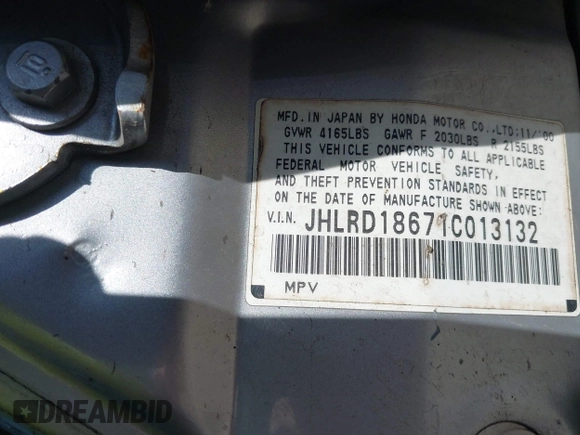 MFD.IN JAPAN BY HONDA MOTOR CO.,LTD:11/'00
GVWR 4165LBS GAWR F 2030LBS R 2155LBS
THIS VEHICLE CONFORMS TO ALL APPLICABLE
FEDERAL MOTOR VEHICLE SAFETY,
AND THEFT PREVENTION STANDARDS IN EFFECT
ON THE DATE OF MANUFACTURE SHOWN ABOVE:
V.I.N. JHLRD18671C013132
MPV
DREAMBID